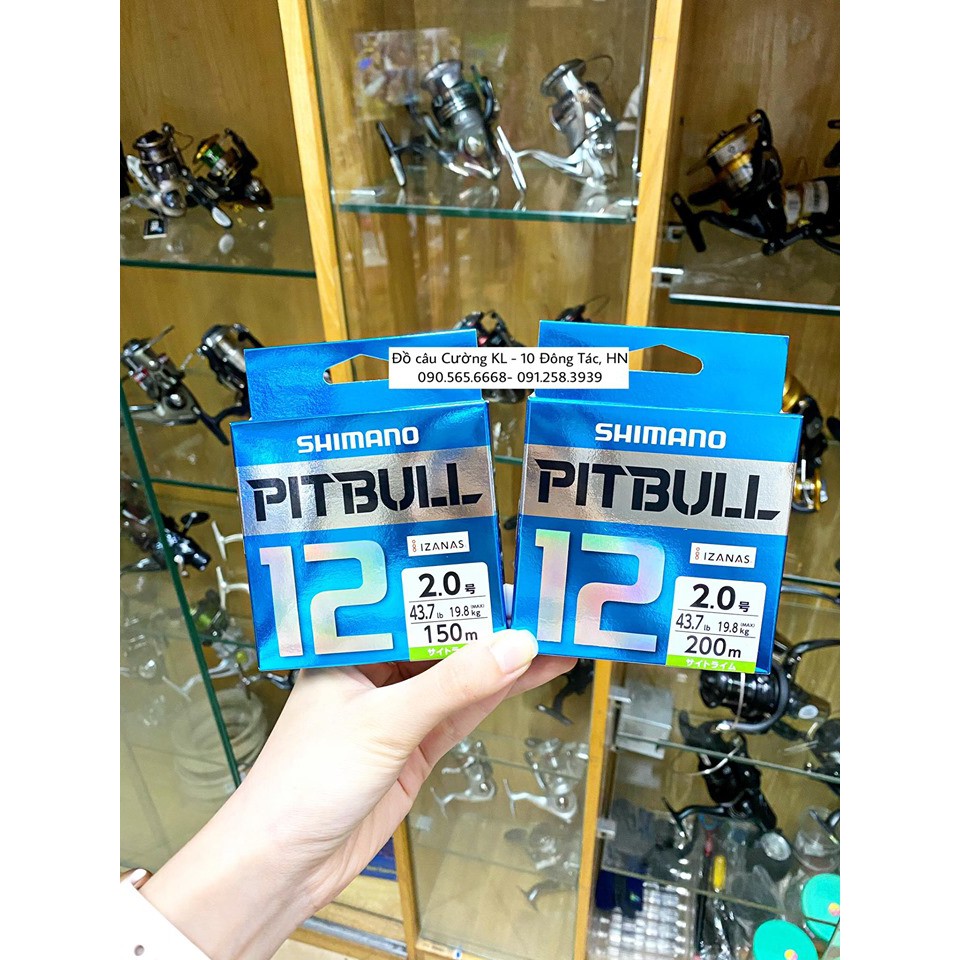 Đồ câu Cường KL - 10 Đông Tác, HN
090.565.6668- 091.258.3939
SHIMANO
PITBULL
12
IZANAS
2.0号
43.7lb 19.8kg (MAX)
150m
サイトライム
SHIMANO
PITBULL
12
IZANAS
2.0号
43.7lb 19.8kg (MAX)
200m
サイトライム